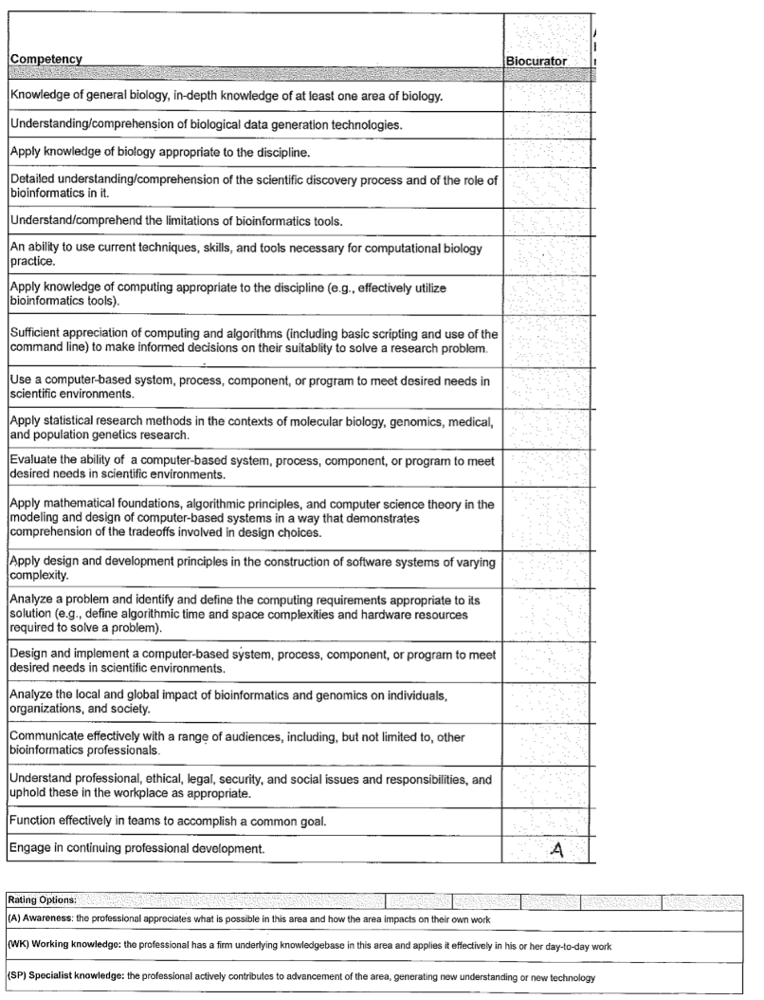 Competency
Biocurator
Knowledge of general biology, in-depth knowledge of at least one area of biology.
Understanding/comprehension of biological data generation technologies.
Apply knowledge of biology appropriate to the discipline.
Detailed understanding/comprehension of the scientific discovery process and of the role of
bioinformatics in it.
Understand/comprehend the limitations of bioinformatics tools.
An ability to use current techniques, skills, and tools necessary for computational biology
practice.
Apply knowledge of computing appropriate to the discipline (e.g., effectively utilize
bioinformatics tools).
Sufficient appreciation of computing and algorithms (including basic scripting and use of the
command line) to make informed decisions on their suitablity to solve a research problem.
Use a computer-based system, process, component, or program to meet desired needs in
scientific environments.
Apply statistical research methods in the contexts of molecular biology, genomics, medical,
and population genetics research.
Evaluate the ability of a computer-based system, process, component, or program to meet
desired needs in scientific environments.
Apply mathematical foundations, algorithmic principles, and computer science theory in the
modeling and design of computer-based systems in a way that demonstrates
comprehension of the tradeoffs involved in design choices.
Apply design and development principles in the construction of software systems of varying
complexity.
Analyze a problem and identify and define the computing requirements appropriate to its
solution (e.g., define algorithmic time and space complexities and hardware resources
required to solve a problem).
Design and implement a computer-based system, process, component, or program to meet
desired needs in scientific environments.
Analyze the local and global impact of bioinformatics and genomics on individuals,
organizations, and society.
Communicate effectively with a range of audiences, including, but not limited to, other
bioinformatics professionals.
Understand professional, ethical, legal, security, and social issues and responsibilities, and
uphold these in the workplace as appropriate.
Function effectively in teams to accomplish a common goal.
Engage in continuing professional development. A
Rating Options:
(A) Awareness: the professional appreciates what is possible in this area and how the area impacts on their own work
(WK) Working knowledge: the professional has a firm underlying knowledgebase in this area and applies it effectively in his or her day-to-day work
(SP) Specialist knowledge: the professional actively contributes to advancement of the area, generating new understanding or new technology